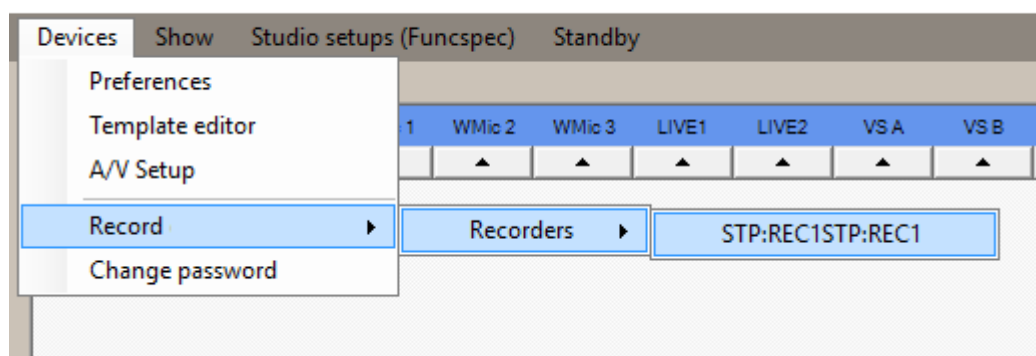 Devices Show Studio setups (Funcspec) Standby
Preferences
Template editor
1 WMic 2 WMic 3 LIVE1 LIVE2 VS A VS B
A/V Setup
Record Recorders STP:REC1STP:REC1
Change password